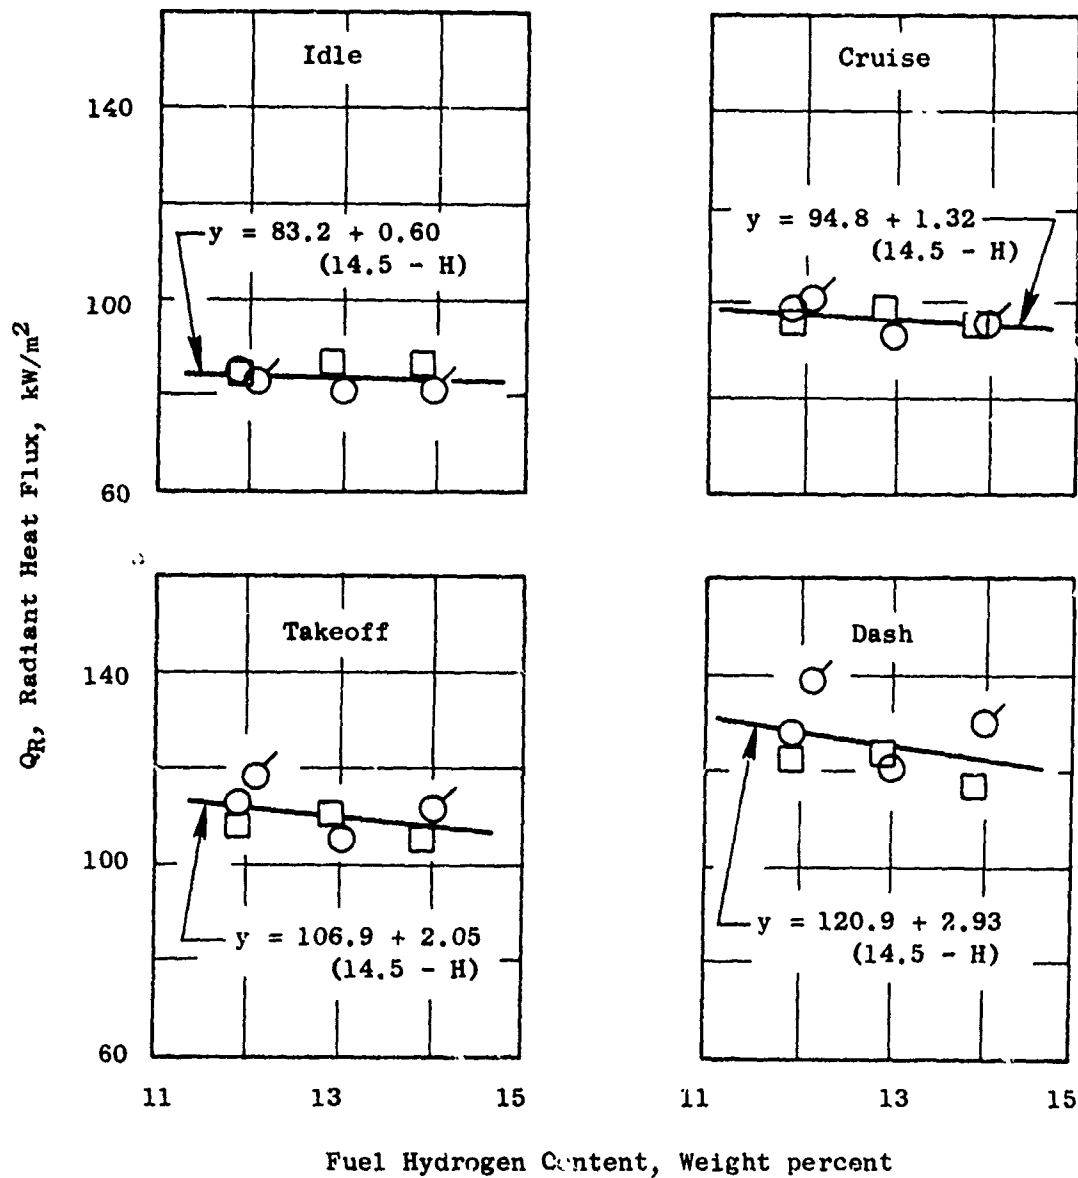 Idle
Cruise
140
y = 83.2 + 0.60
(14.5 - H)
y = 94.8 + 1.32
(14.5 - H)
100
60
QR, Radiant Heat Flux, kW/m2
Takeoff
Dash
140
100
y = 106.9 + 2.05
(14.5 - H)
y = 120.9 + 2.93
(14.5 - H)
60
11 13 15
11 13 15
Fuel Hydrogen Content, Weight percent